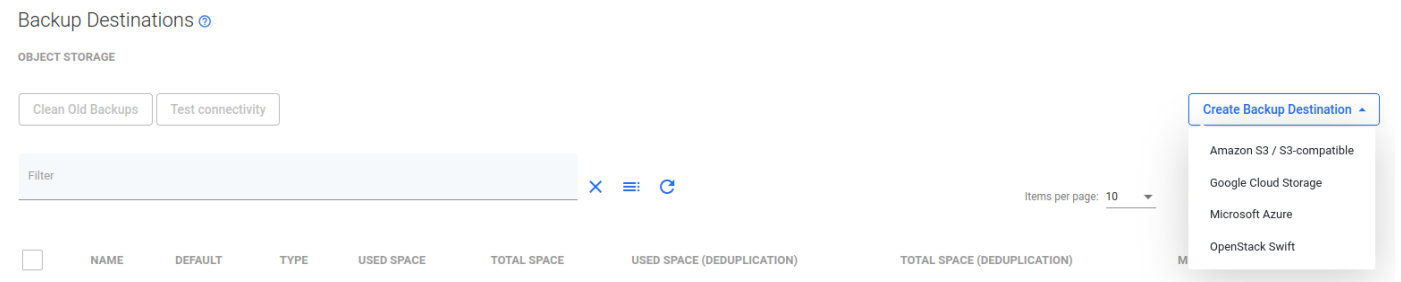 Backup Destinations
OBJECT STORAGE
Clean Old Backups Test connectivity Create Backup Destination
Amazon S3 / S3-compatible
Filter
Google Cloud Storage
Items per page: 10
Microsoft Azure
OpenStack Swift
NAME DEFAULT TYPE USED SPACE TOTAL SPACE USED SPACE (DEDUPLICATION) TOTAL SPACE (DEDUPLICATION)